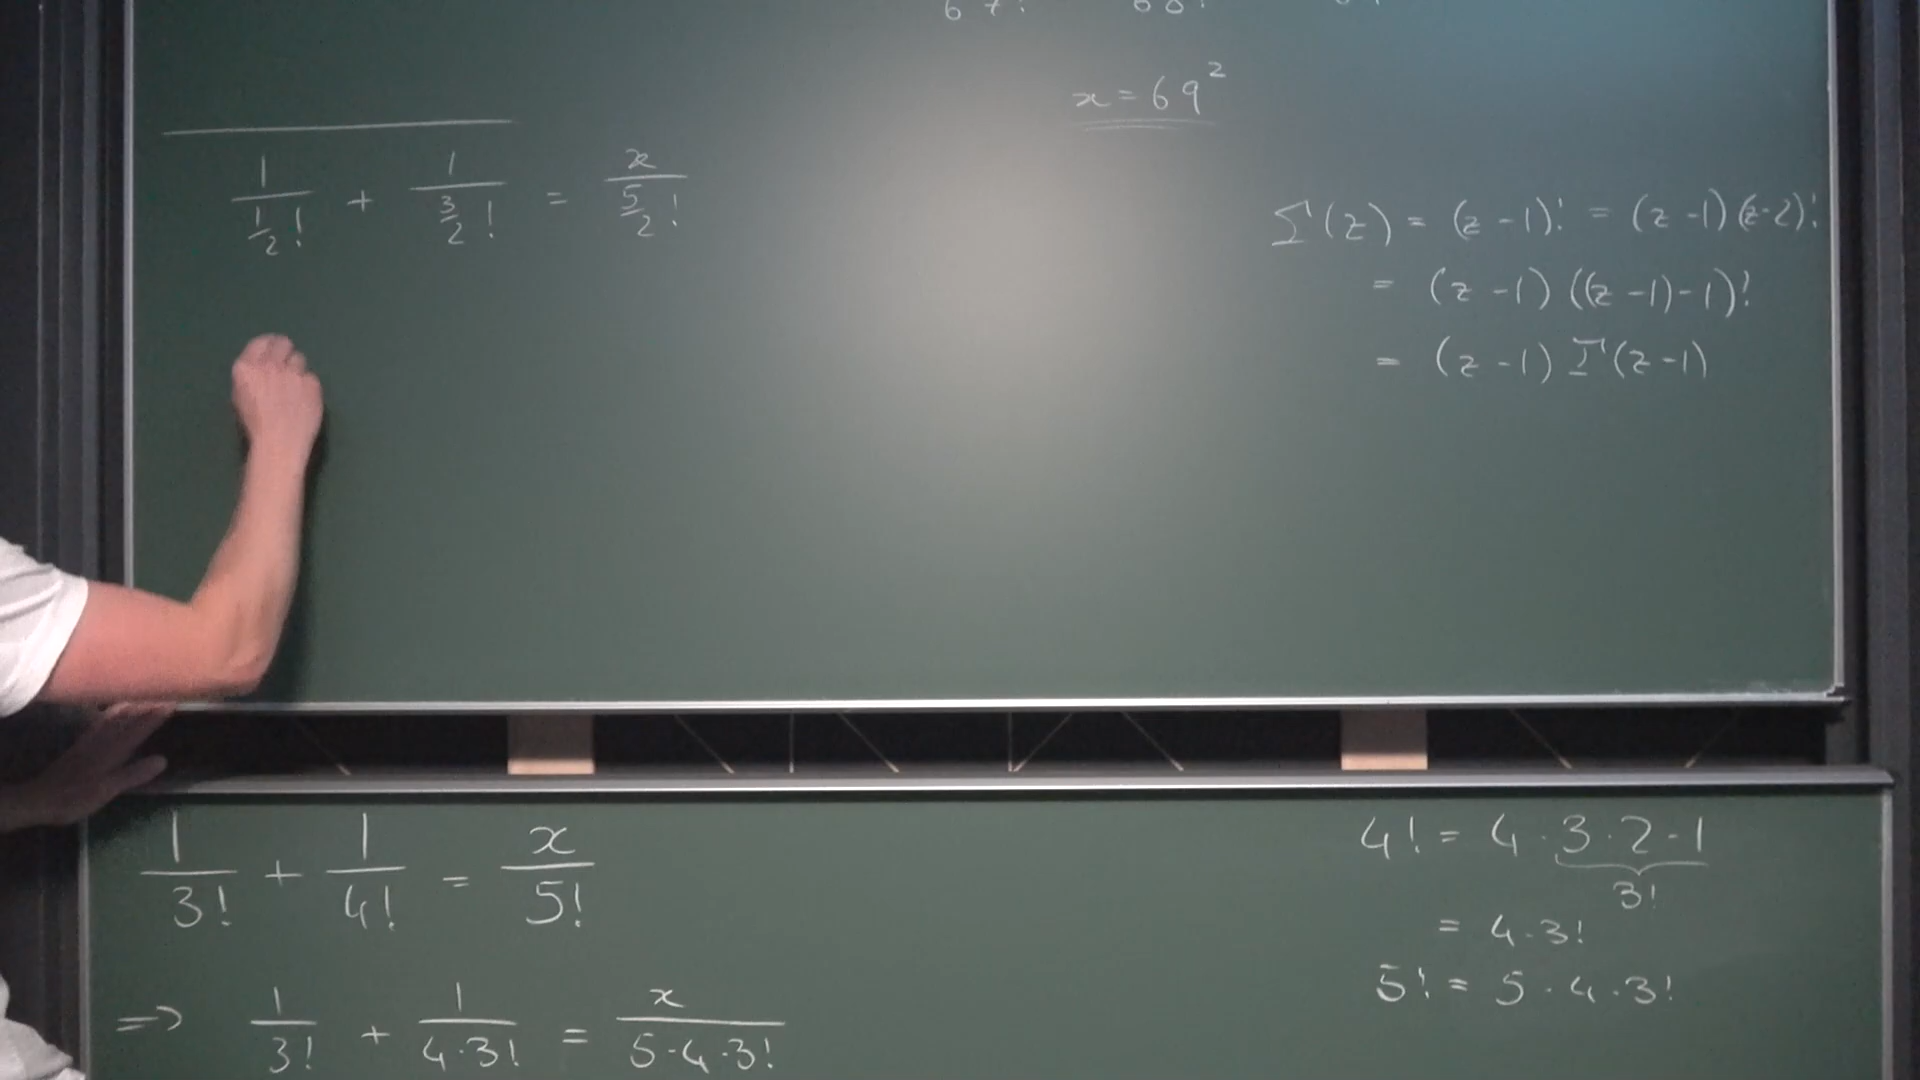 x = 69²
1/(1/2!) + 1/(3/2!) = x/(5/2!)
Γ(z) = (z-1)! = (z-1)(z-2)!
= (z-1)((z-1)-1)!
= (z-1)Γ(z-1)
1/3! + 1/4! = x/5!
=> 1/3! + 1/(4·3!) = x/(5·4·3!)
4! = 4·3·2·1
3!
= 4·3!
5! = 5·4·3!